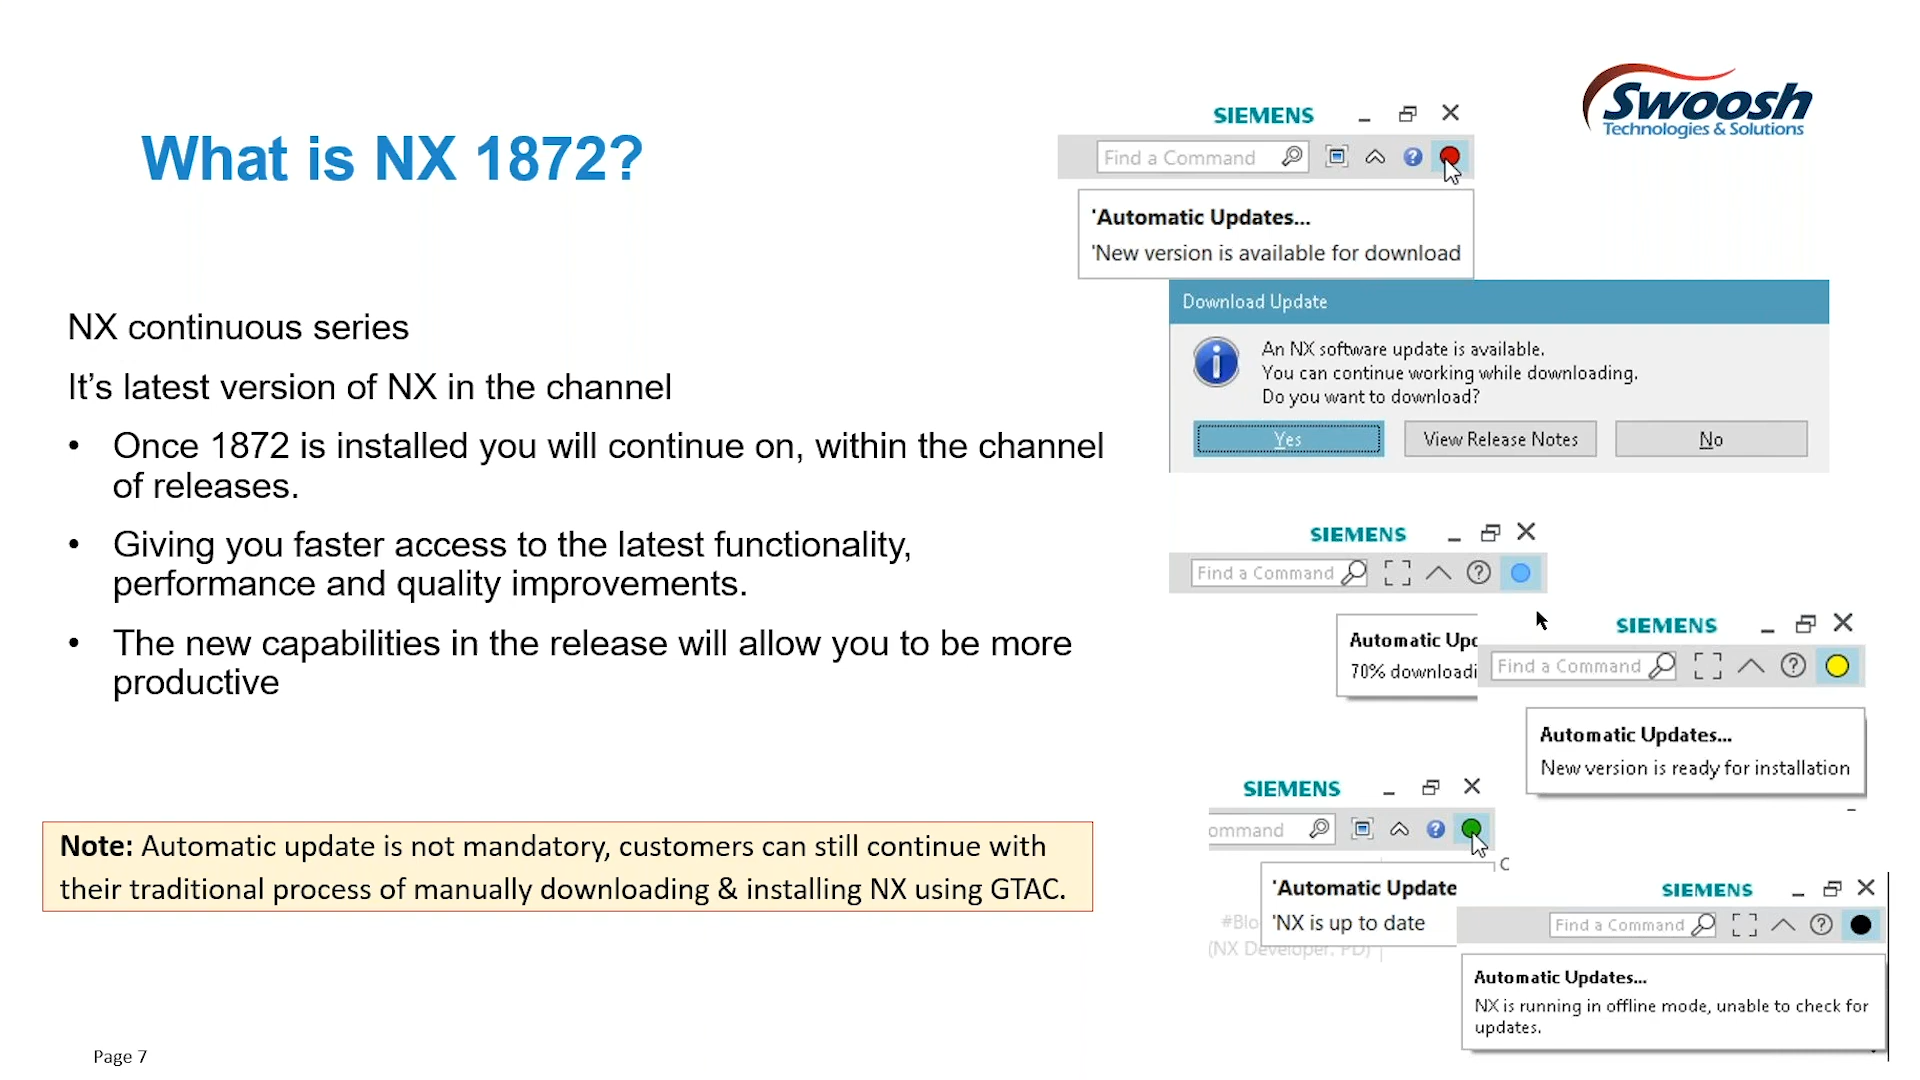 What is NX 1872?
Swoosh
Technologies & Solutions
NX continuous series
It's latest version of NX in the channel
• Once 1872 is installed you will continue on, within the channel
of releases.
• Giving you faster access to the latest functionality,
performance and quality improvements.
• The new capabilities in the release will allow you to be more
productive
Note: Automatic update is not mandatory, customers can still continue with
their traditional process of manually downloading & installing NX using GTAC.
Page 7
SIEMENS
Find a Command
'Automatic Updates...
'New version is available for download
Download Update
An NX software update is available.
You can continue working while downloading.
Do you want to download?
Yes
View Release Notes
No
SIEMENS
Find a Command
Automatic Upd
70% downloadi
SIEMENS
Find a Command
Automatic Updates...
New version is ready for installation
SIEMENS
ommand
'Automatic Update
'NX is up to date
#Blo
(NX Developer, PD)
SIEMENS
Find a Command
Automatic Updates...
NX is running in offline mode, unable to check for
updates.